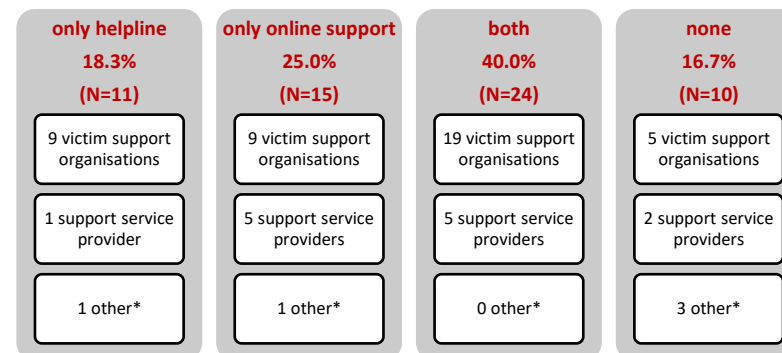 only helpline
18.3%
(N=11)
9 victim support
organisations
1 support service
provider
1 other*
only online support
25.0%
(N=15)
9 victim support
organisations
5 support service
providers
1 other*
both
40.0%
(N=24)
19 victim support
organisations
5 support service
providers
0 other*
none
16.7%
(N=10)
5 victim support
organisations
2 support service
providers
3 other*